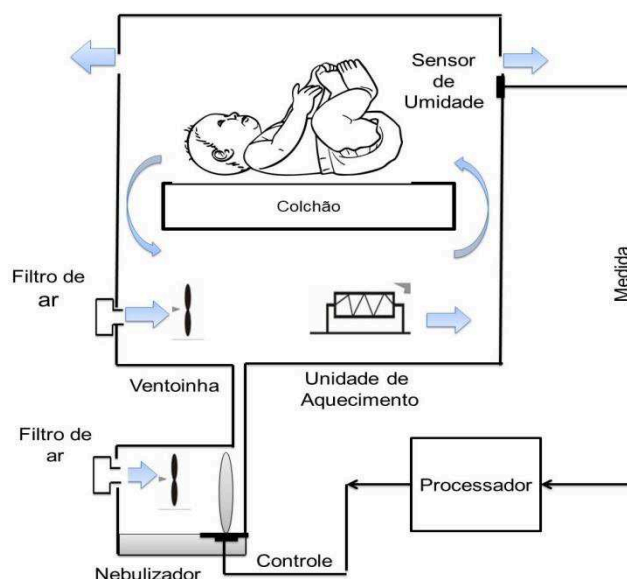 Sensor
de
Umidade
Colchão
Filtro de
ar
Medida
Ventoinha
Unidade de
Aquecimento
Filtro de
ar
Processador
Controle
Nebulizador